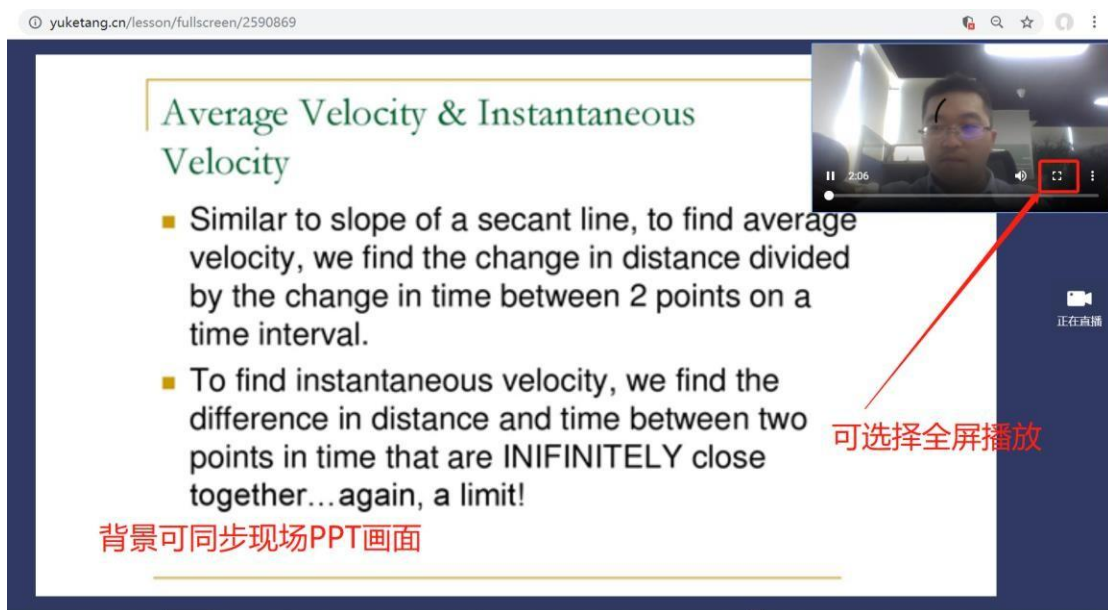 yuketang.cn/lesson/fullscreen/2590869
Average Velocity & Instantaneous
Velocity
2:06
Similar to slope of a secant line, to find average
velocity, we find the change in distance divided
by the change in time between 2 points on a
time interval.
正在直播
To find instantaneous velocity, we find the
difference in distance and time between two
points in time that are INIFINITELY close
together...again, a limit!
可选择全屏播放
背景可同步现场PPT画面